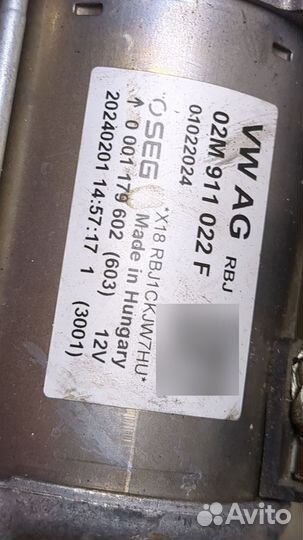 VW AG RBJ
02M 911 022 F
01022024
SEG *X18 RBJ1CKJW7HU*
↑ 0 001 179 602 Made in Hungary
20240201 14:57:17 1 (603) 12V
(3001)
Avito